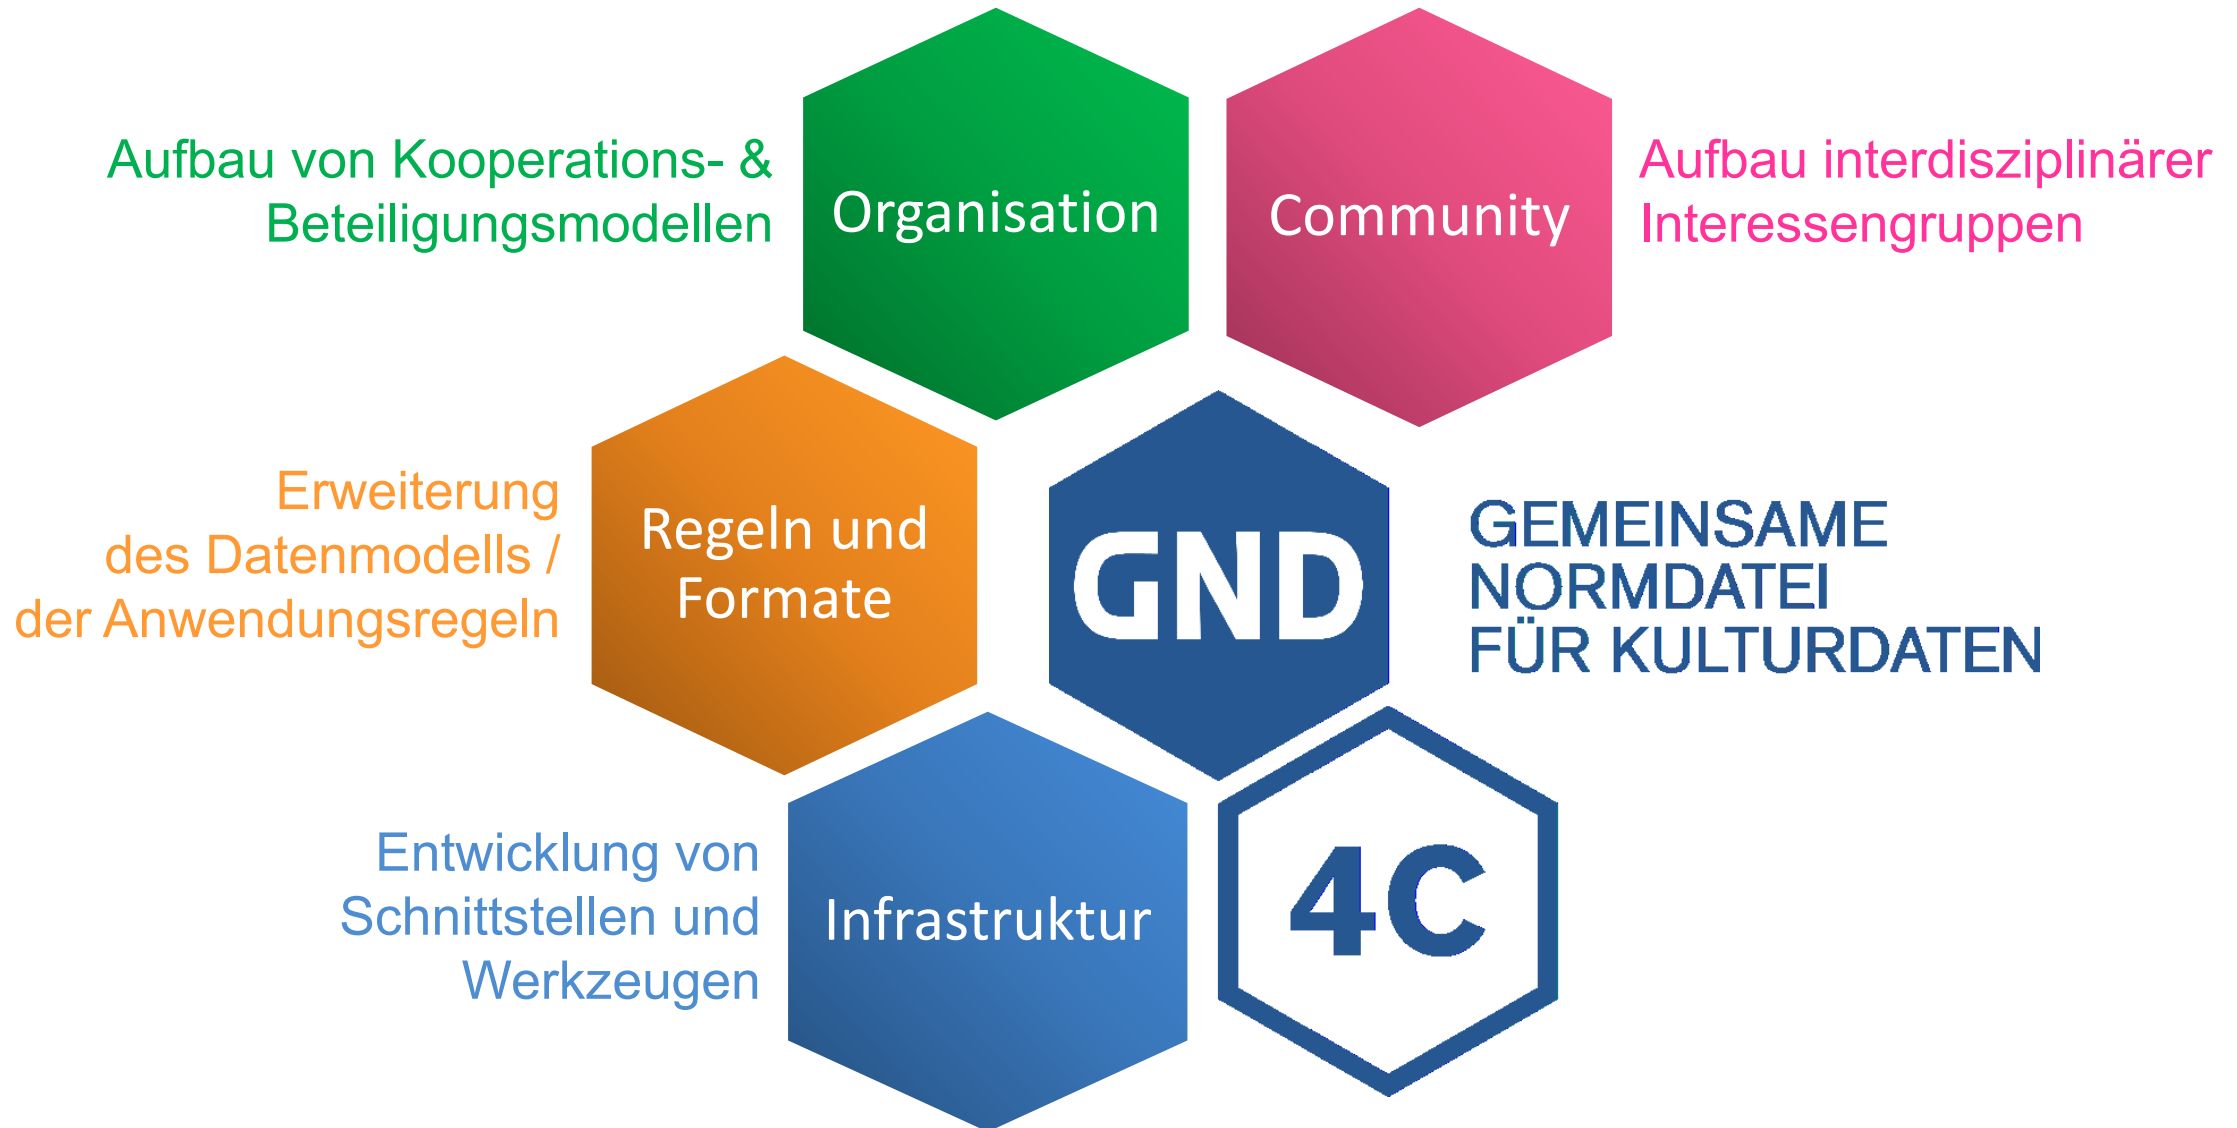 Aufbau von Kooperations- &
Beteiligungsmodellen
Organisation
Community
Aufbau interdisziplinärer
Interessengruppen
Erweiterung
des Datenmodells /
der Anwendungsregeln
Regeln und
Formate
GND
GEMEINSAME
NORMDATEI
FÜR KULTURDATEN
Entwicklung von
Schnittstellen und
Werkzeugen
Infrastruktur
4C